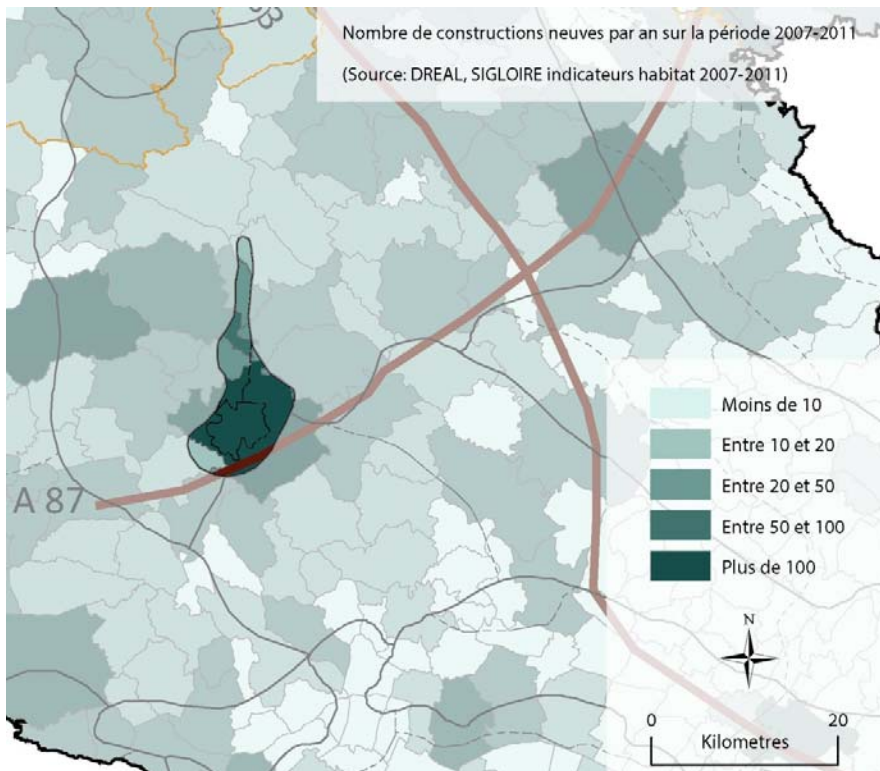 Nombre de constructions neuves par an sur la période 2007-2011
(Source: DREAL, SIGLOIRE indicateurs habitat 2007-2011)
Moins de 10
Entre 10 et 20
Entre 20 et 50
A 87
Entre 50 et 100
Plus de 100
N
0 20
Kilometres